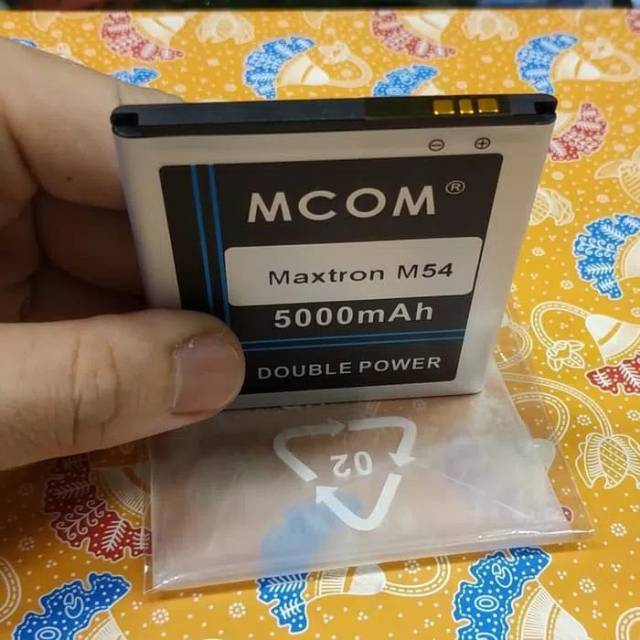 ⊖ ⊕
MCOM®
Maxtron M54
5000mAh
DOUBLE POWER
02